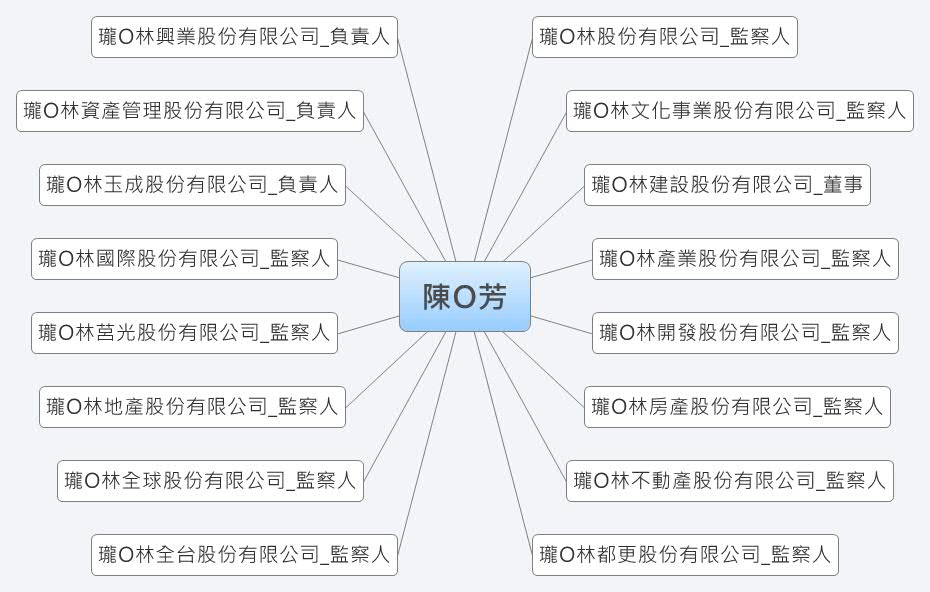 瓏O林興業股份有限公司_負責人
瓏O林股份有限公司_監察人
瓏O林資產管理股份有限公司_負責人
瓏O林文化事業股份有限公司_監察人
瓏O林玉成股份有限公司_負責人
瓏O林建設股份有限公司_董事
瓏O林國際股份有限公司_監察人
瓏O林產業股份有限公司_監察人
陳O芳
瓏O林莒光股份有限公司_監察人
瓏O林開發股份有限公司_監察人
瓏O林地產股份有限公司_監察人
瓏O林房產股份有限公司_監察人
瓏O林全球股份有限公司_監察人
瓏O林不動產股份有限公司_監察人
瓏O林全台股份有限公司_監察人
瓏O林都更股份有限公司_監察人